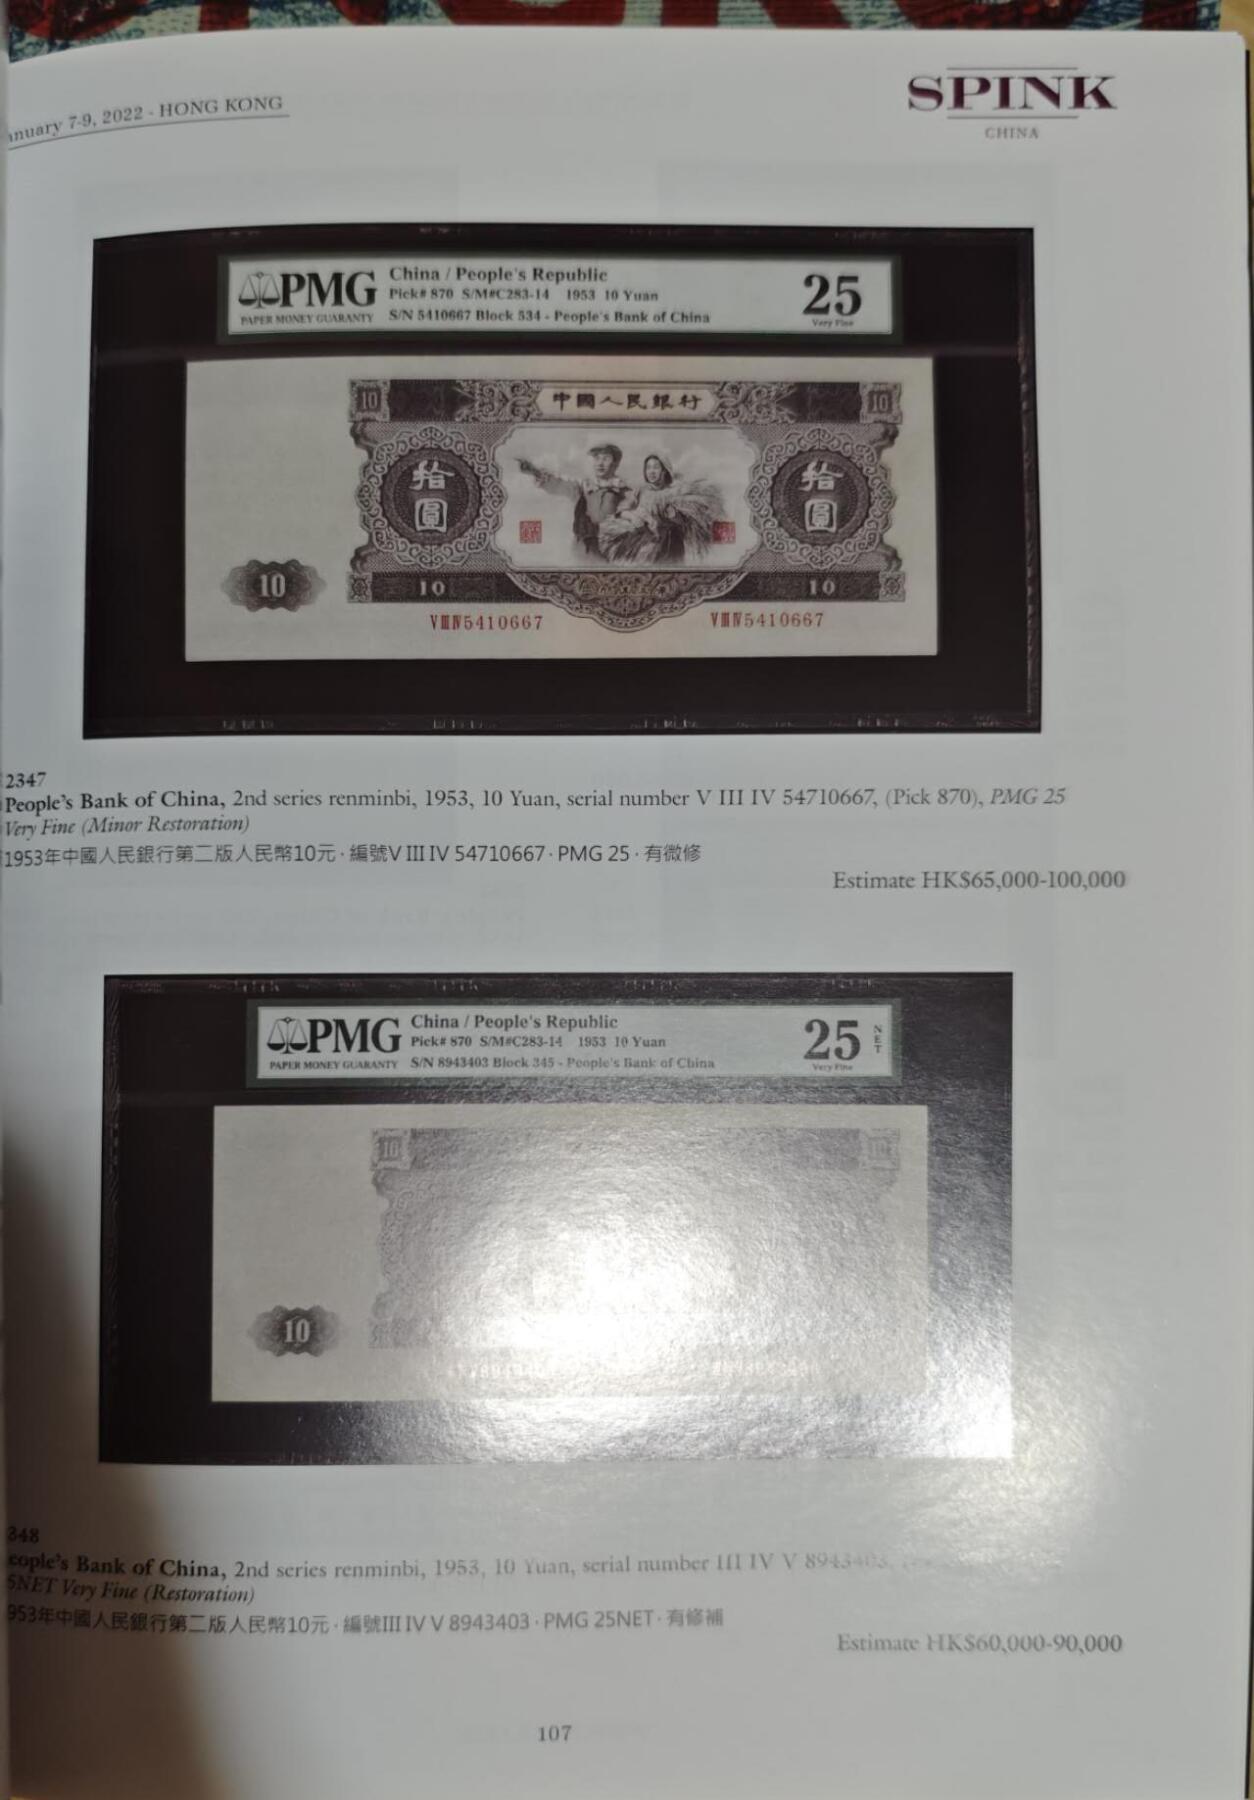 anuary 7-9, 2022 - HONG KONG
SPINK
CHINA
PMG
PAPER MONEY GUARANTY
China / People's Republic
Pick# 870 S/M#C283-14 1953 10 Yuan
S/N 5410667 Block 534 - People's Bank of China
25
Very Fine
10
中國人民銀行
10
拾圓
拾圓
10
10
10
VIIIIV5410667
VIIIIV5410667
2347
People's Bank of China, 2nd series renminbi, 1953, 10 Yuan, serial number V III IV 54710667, (Pick 870), PMG 25
Very Fine (Minor Restoration)
1953年中國人民銀行第二版人民幣10元 · 編號V III IV 54710667 · PMG 25 · 有微修
Estimate HK$65,000-100,000
PMG
PAPER MONEY GUARANTY
China / People's Republic
Pick# 870 S/M#C283-14 1953 10 Yuan
S/N 8943403 Block 345 - People's Bank of China
25
NET
Very Fine
10
10
10
348
eople's Bank of China, 2nd series renminbi, 1953, 10 Yuan, serial number III IV V 8943403,
5NET Very Fine (Restoration)
953年中國人民銀行第二版人民幣10元 · 編號III IV V 8943403 · PMG 25NET · 有修補
Estimate HK$60,000-90,000
107